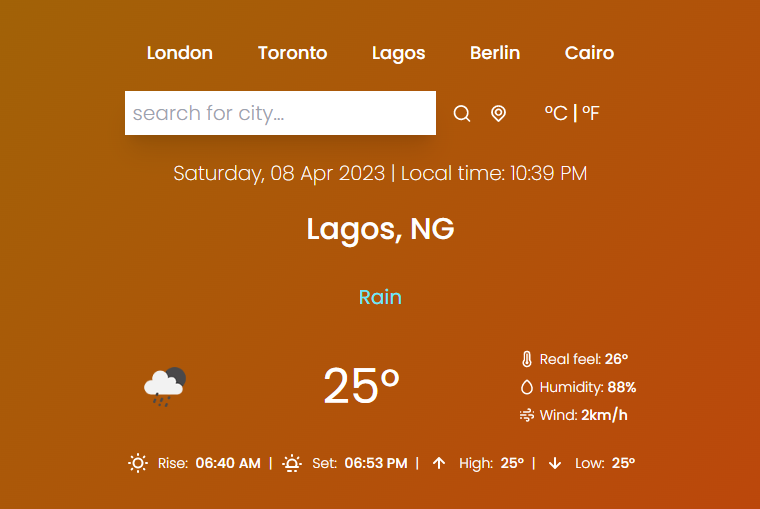 London Toronto Lagos Berlin Cairo
search for city... °C | °F
Saturday, 08 Apr 2023 | Local time: 10:39 PM
Lagos, NG
Rain
25°
Real feel: 26°
Humidity: 88%
Wind: 2km/h
Rise: 06:40 AM | Set: 06:53 PM | High: 25° | Low: 25°